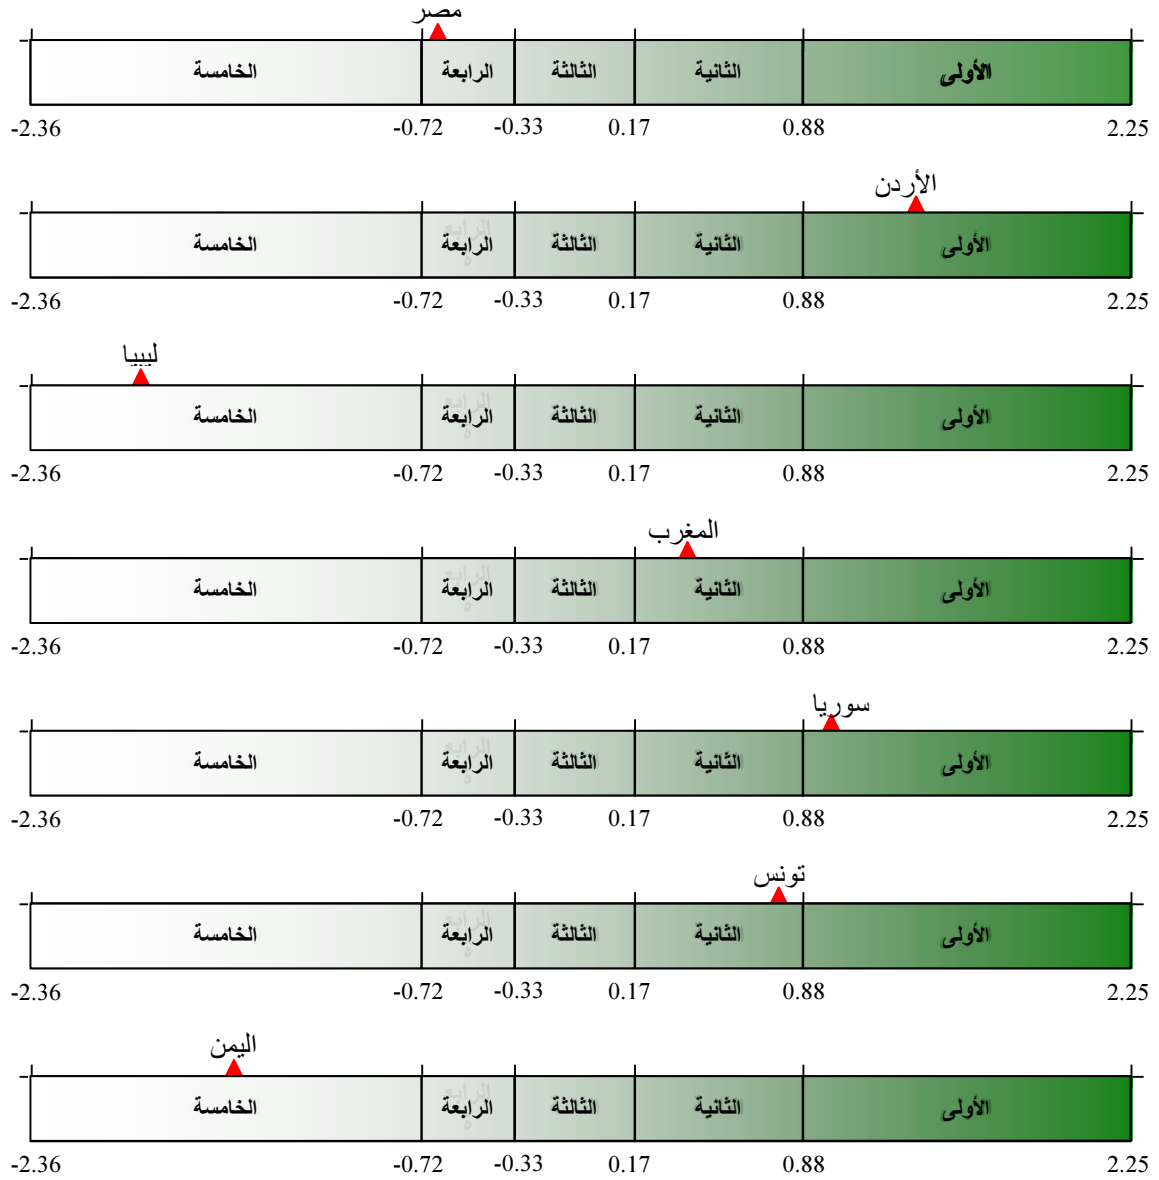 مصر
الخامسة الرابعة الثالثة الثانية الأولى
-2.36 -0.72 -0.33 0.17 0.88 2.25
الأردن
الخامسة الرابعة الثالثة الثانية الأولى
-2.36 -0.72 -0.33 0.17 0.88 2.25
ليبيا
الخامسة الرابعة الثالثة الثانية الأولى
-2.36 -0.72 -0.33 0.17 0.88 2.25
المغرب
الخامسة الرابعة الثالثة الثانية الأولى
-2.36 -0.72 -0.33 0.17 0.88 2.25
سوريا
الخامسة الرابعة الثالثة الثانية الأولى
-2.36 -0.72 -0.33 0.17 0.88 2.25
تونس
الخامسة الرابعة الثالثة الثانية الأولى
-2.36 -0.72 -0.33 0.17 0.88 2.25
اليمن
الخامسة الرابعة الثالثة الثانية الأولى
-2.36 -0.72 -0.33 0.17 0.88 2.25